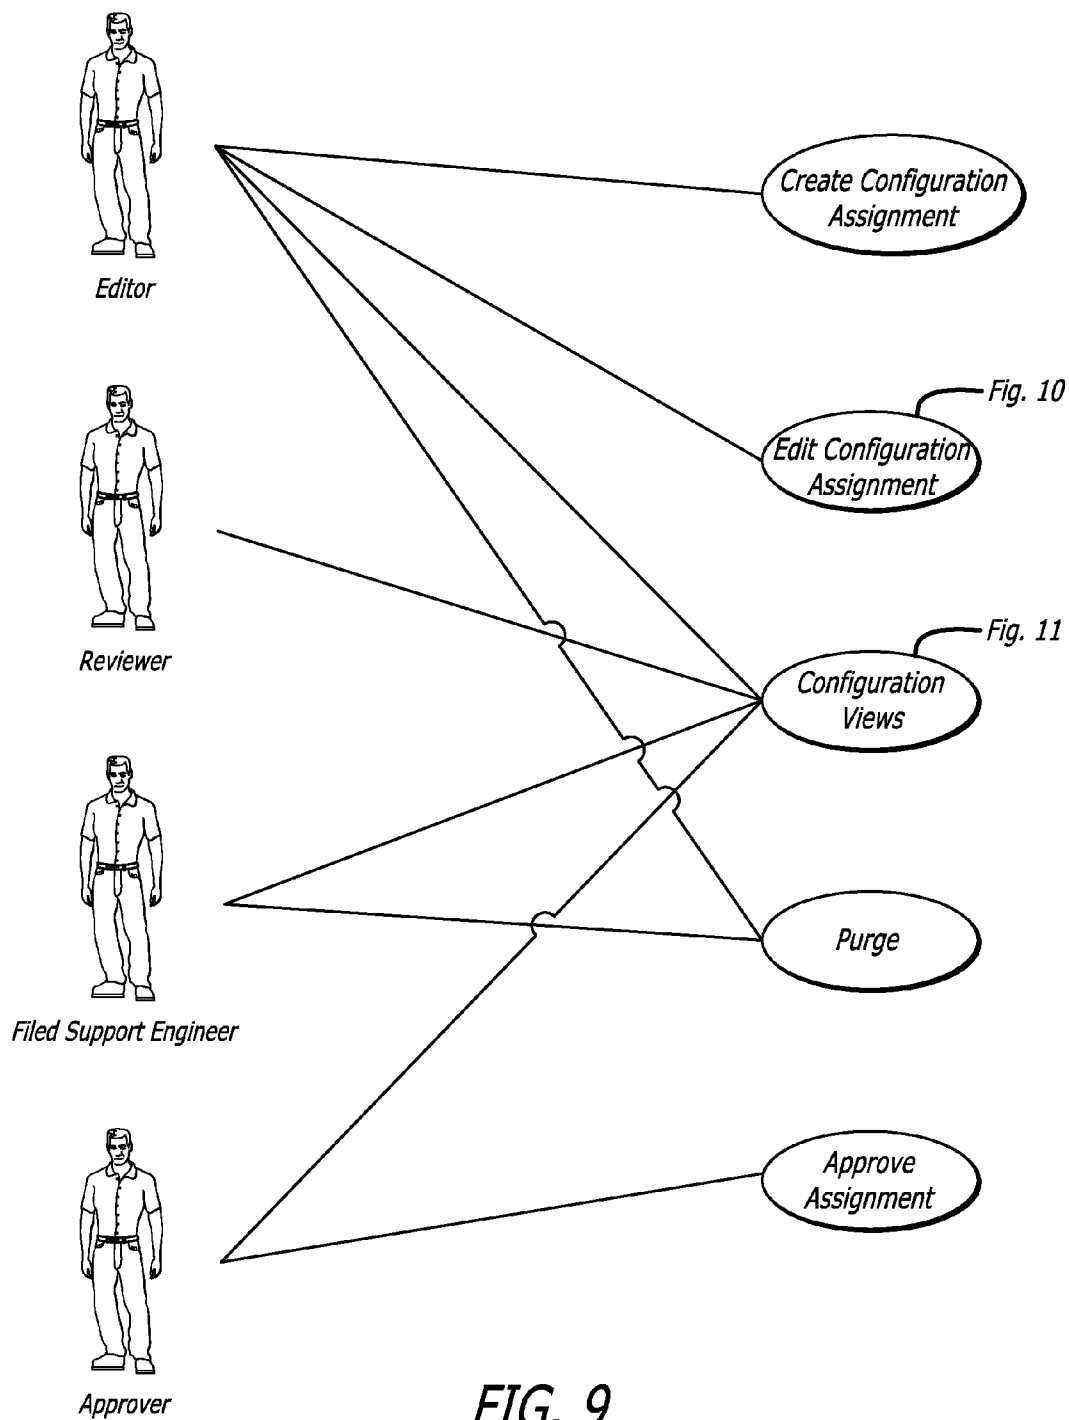 Create Configuration
Assignment
Editor
Fig. 10
Edit Configuration
Assignment
Reviewer
Fig. 11
Configuration
Views
Purge
Filed Support Engineer
Approve
Assignment
Approver
FIG. 9